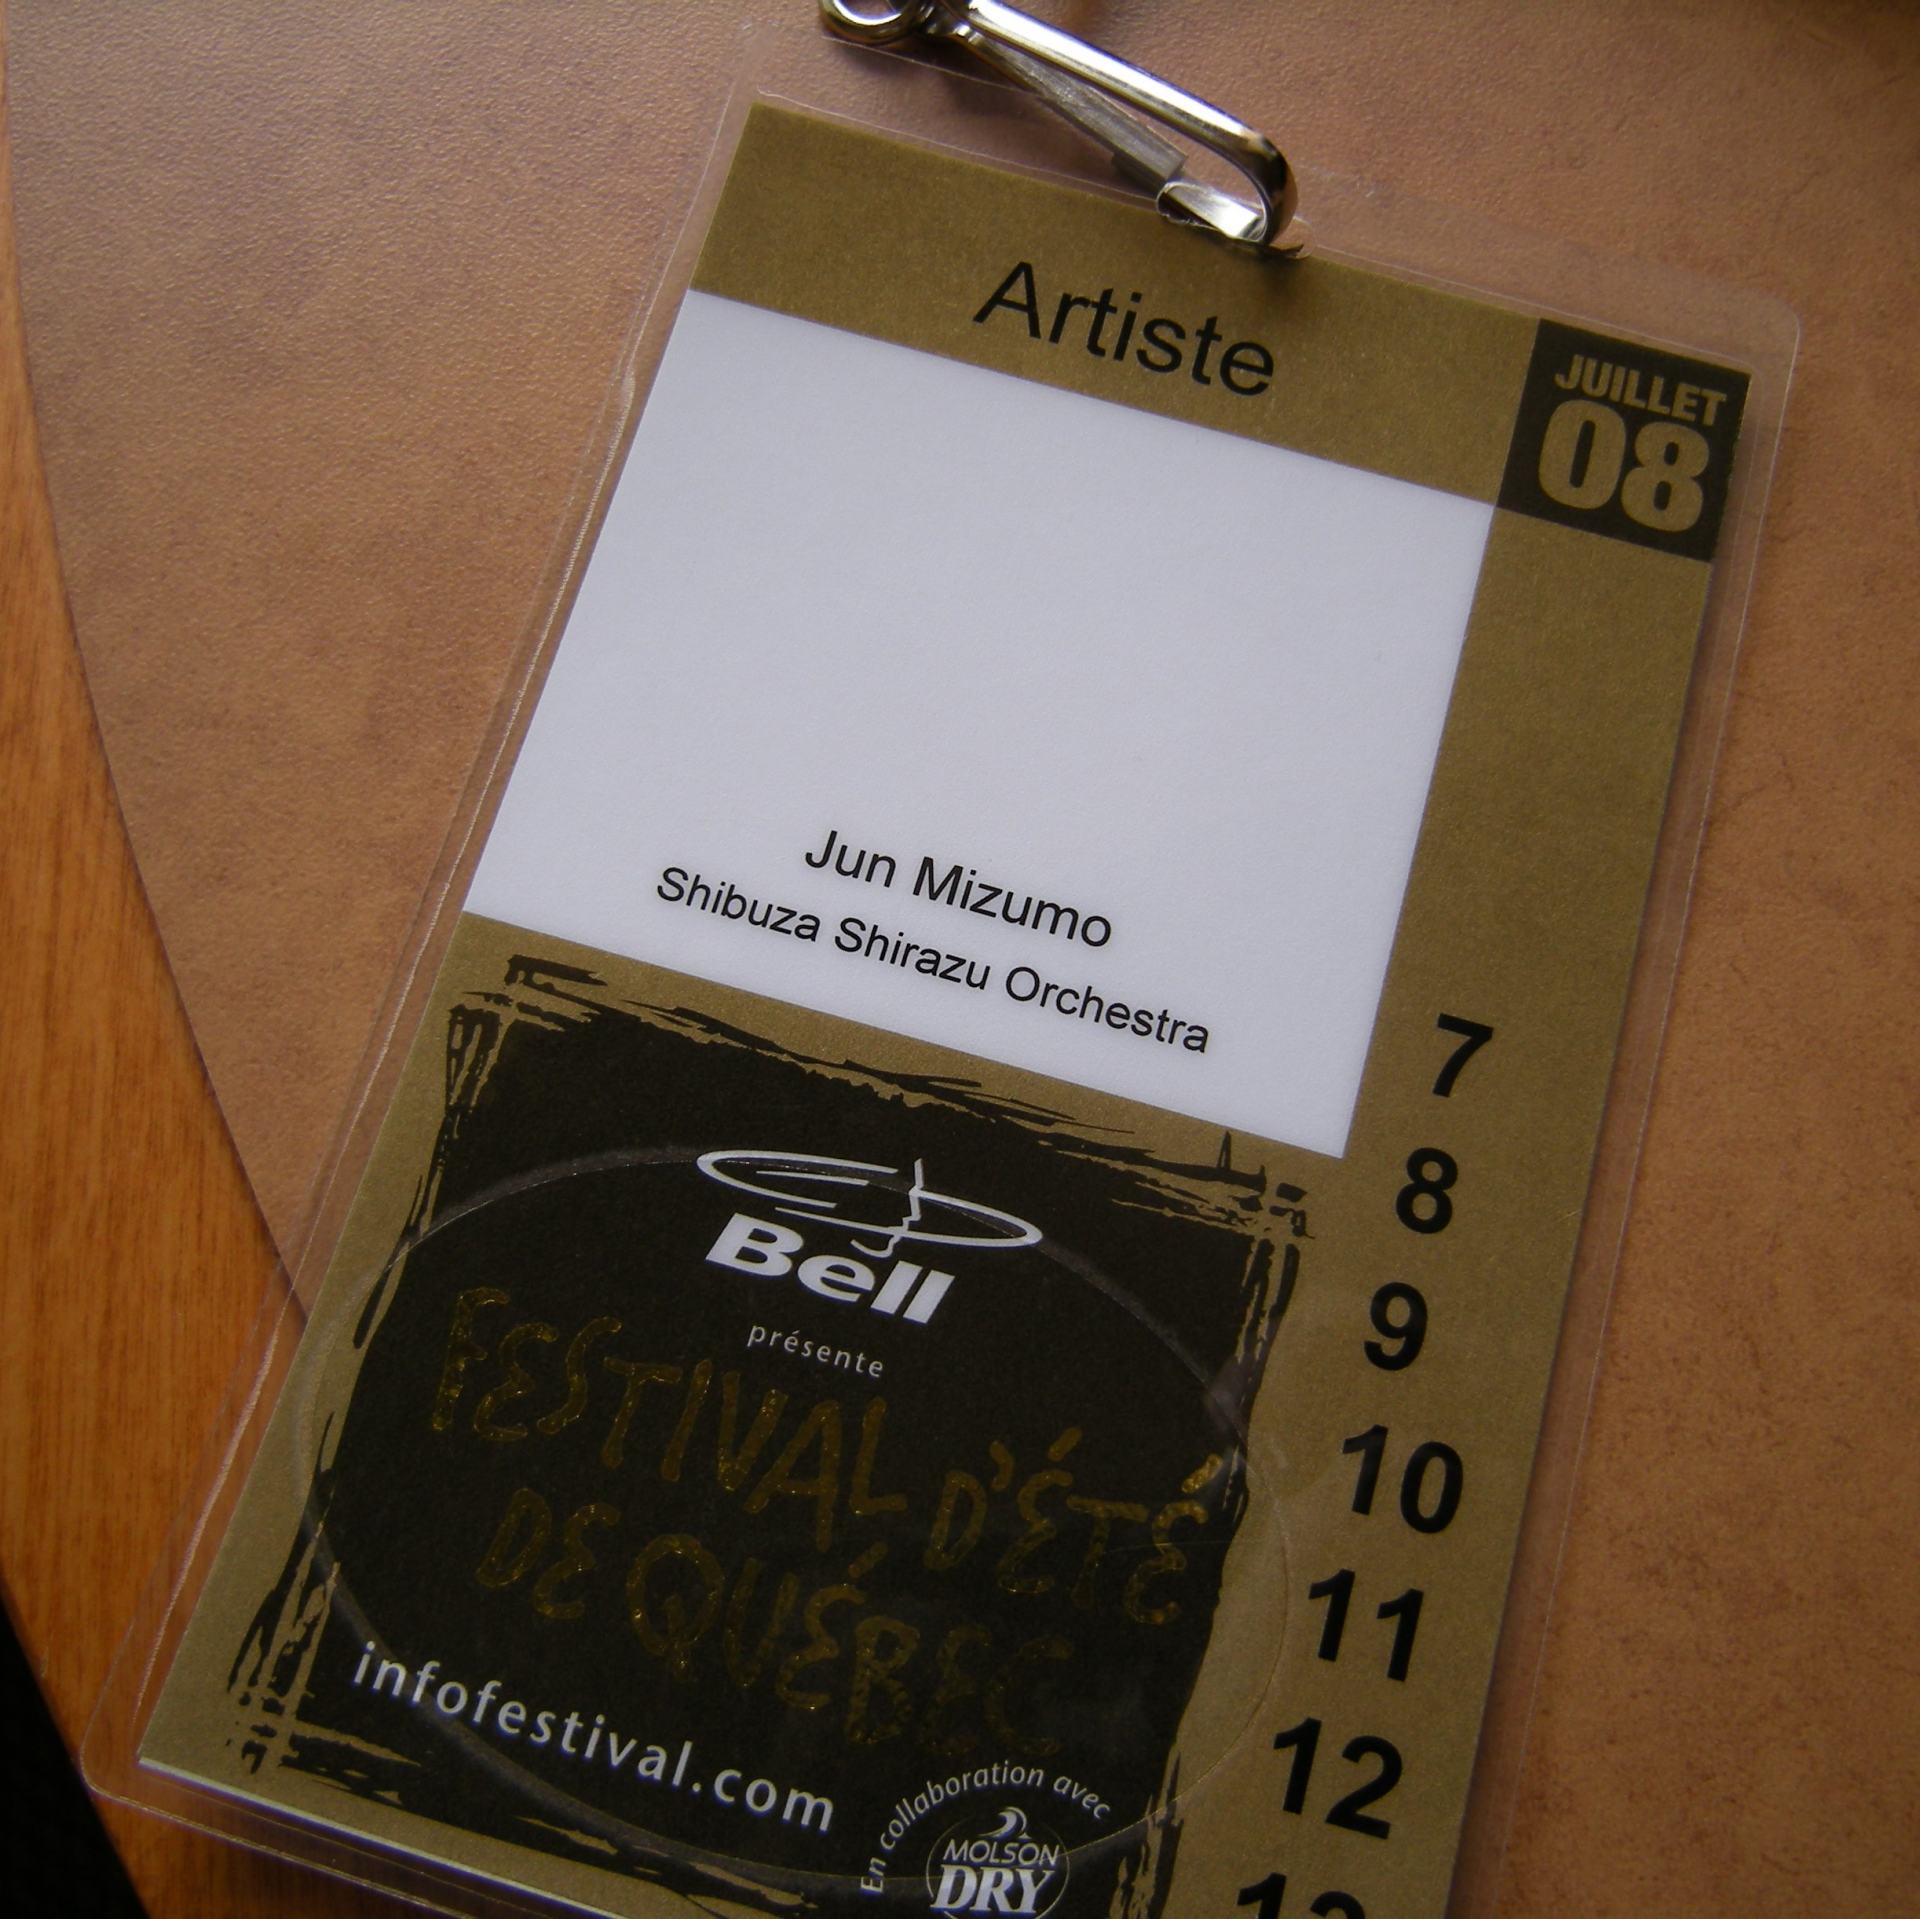 Artiste
JUILLET
08
Jun Mizumo
Shibuza Shirazu Orchestra
7
8
9
10
11
12
Bell
présente
FESTIVAL D'ÉTÉ
DE QUÉBEC
infofestival.com
En collaboration avec
MOLSON
DRY